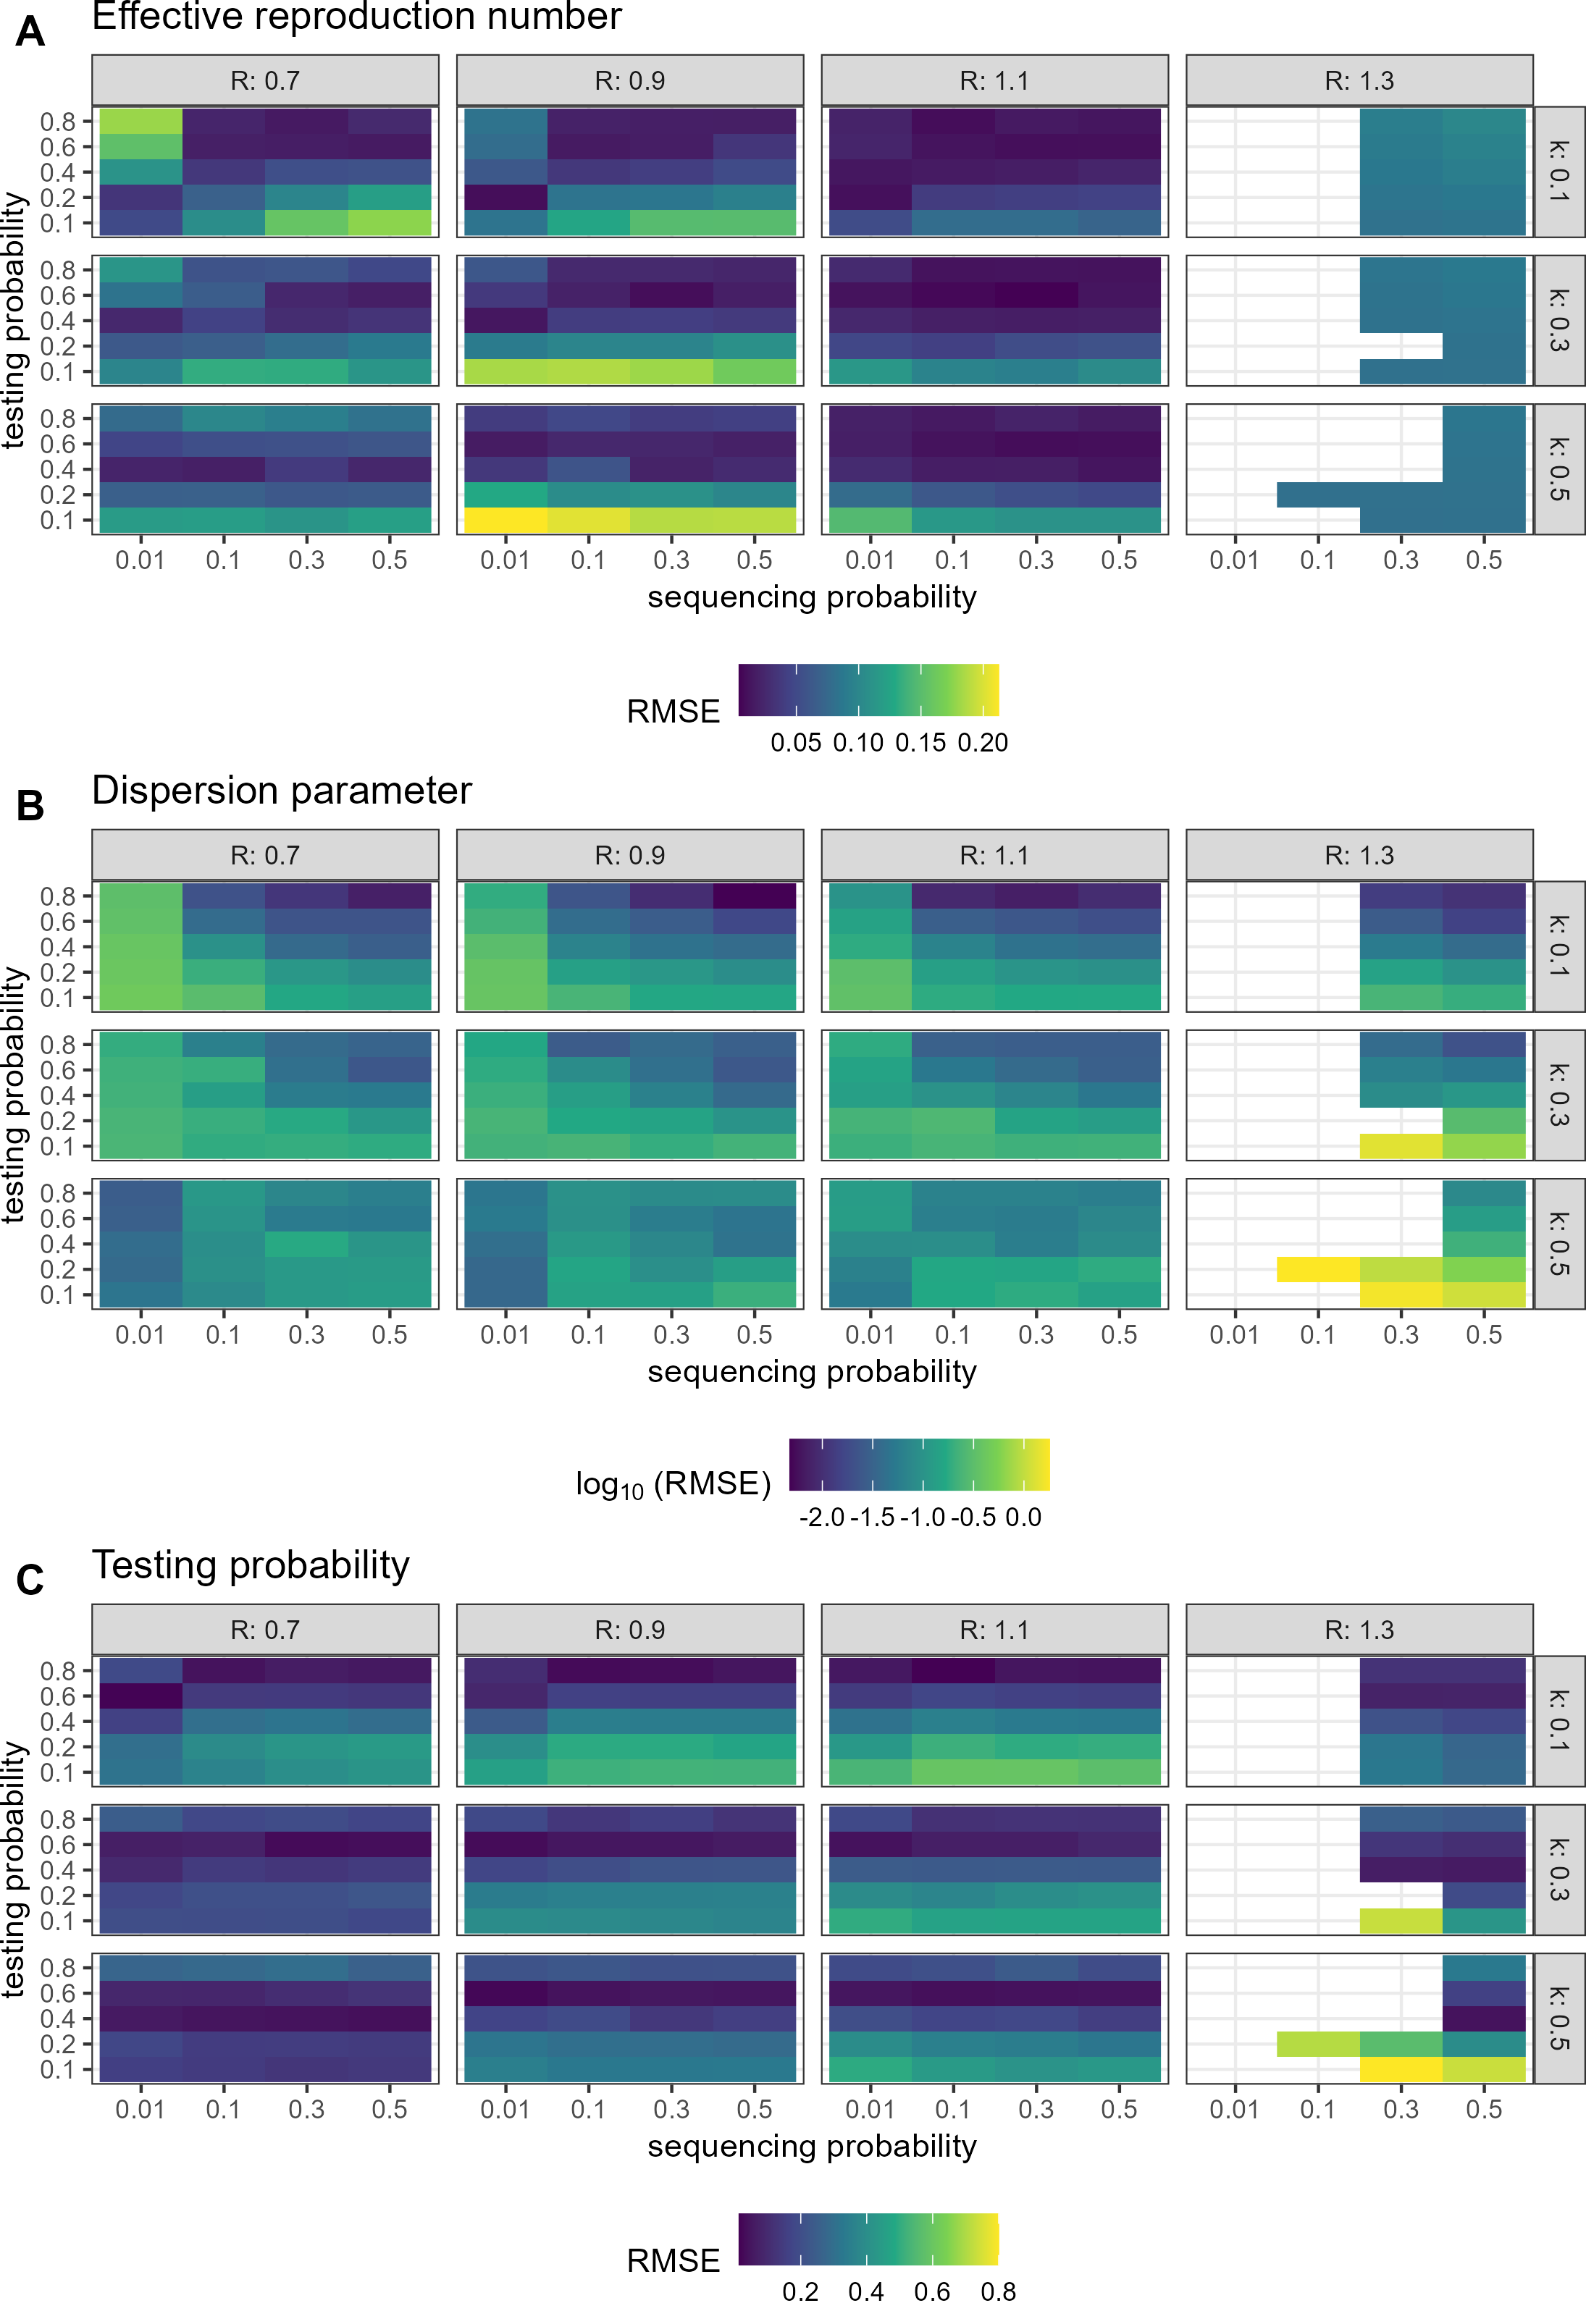 A Effective reproduction number
R: 0.7 R: 0.9 R: 1.1 R: 1.3
testing probability
0.8
0.6
0.4
0.2
0.1
k: 0.1
testing probability
0.8
0.6
0.4
0.2
0.1
k: 0.3
0.8
0.6
0.4
0.2
0.1
k: 0.5
0.01 0.1 0.3 0.5 0.01 0.1 0.3 0.5 0.01 0.1 0.3 0.5 0.01 0.1 0.3 0.5
sequencing probability
RMSE
0.05 0.10 0.15 0.20
B Dispersion parameter
R: 0.7 R: 0.9 R: 1.1 R: 1.3
testing probability
0.8
0.6
0.4
0.2
0.1
k: 0.1
testing probability
0.8
0.6
0.4
0.2
0.1
k: 0.3
0.8
0.6
0.4
0.2
0.1
k: 0.5
0.01 0.1 0.3 0.5 0.01 0.1 0.3 0.5 0.01 0.1 0.3 0.5 0.01 0.1 0.3 0.5
sequencing probability
log₁₀ (RMSE)
-2.0 -1.5 -1.0 -0.5 0.0
C Testing probability
R: 0.7 R: 0.9 R: 1.1 R: 1.3
testing probability
0.8
0.6
0.4
0.2
0.1
k: 0.1
testing probability
0.8
0.6
0.4
0.2
0.1
k: 0.3
0.8
0.6
0.4
0.2
0.1
k: 0.5
0.01 0.1 0.3 0.5 0.01 0.1 0.3 0.5 0.01 0.1 0.3 0.5 0.01 0.1 0.3 0.5
sequencing probability
RMSE
0.2 0.4 0.6 0.8